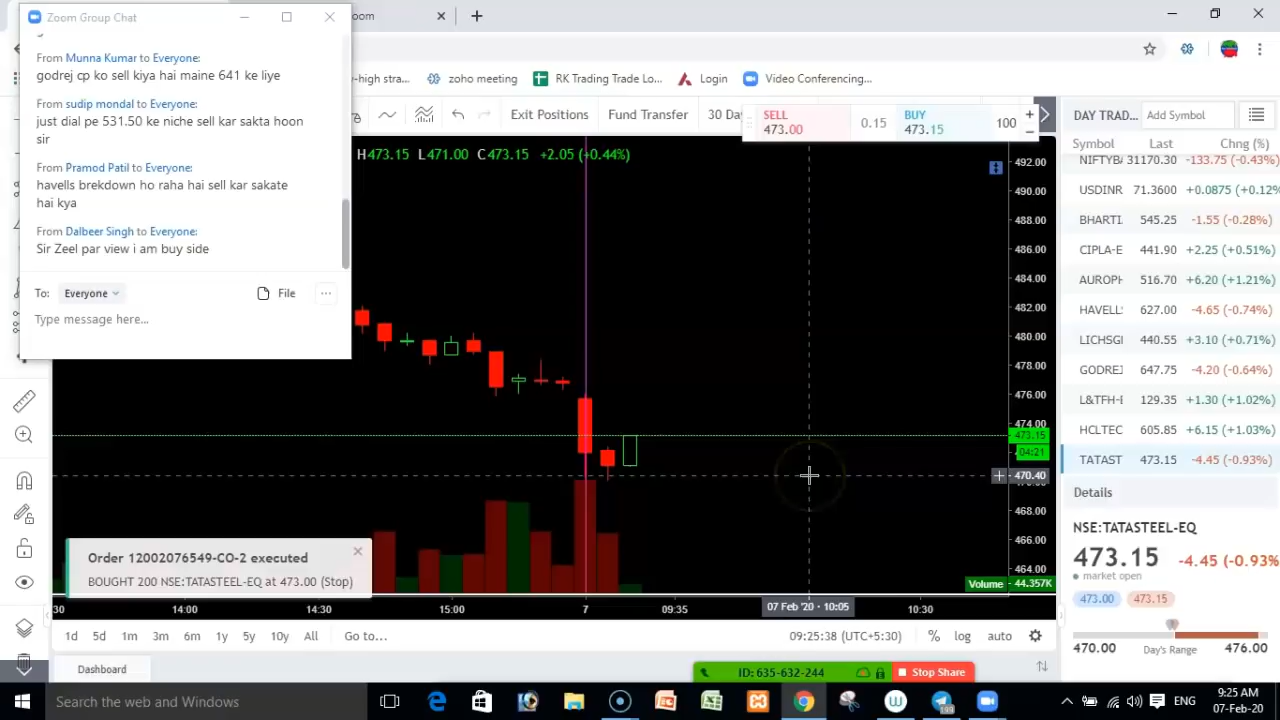 Zoom Group Chat
From Munna Kumar to Everyone:
godrej cp ko sell kiya hai maine 641 ke liye
From sudip mondal to Everyone:
just dial pe 531.50 ke niche sell kar sakta hoon
sir
From Pramod Patil to Everyone:
havells brekdown ho raha hai sell kar sakate
hai kya
From Dalbeer Singh to Everyone:
Sir Zeel par view i am buy side
To: Everyone File ...
Type message here...
oom
-high stra... zoho meeting RK Trading Trade Lo... Login Video Conferencing...
Exit Positions Fund Transfer 30 Da
SELL 473.00 0.15 BUY 473.15 100 + −
H473.15 L471.00 C473.15 +2.05 (+0.44%)
492.00
490.00
488.00
486.00
484.00
482.00
480.00
478.00
476.00
474.00
473.15
04:21
470.40
468.00
466.00
464.00
Volume 44.357K
Order 12002076549-CO-2 executed
BOUGHT 200 NSE:TATASTEEL-EQ at 473.00 (Stop)
:30 14:00 14:30 15:00 7 09:35 07 Feb '20 · 10:05 10:30
1d 5d 1m 3m 6m 1y 5y 10y All Go to... 09:25:38 (UTC+5:30) % log auto
Dashboard
ID: 635-632-244 Stop Share
DAY TRAD... Add Symbol
Symbol Last Chng (%)
NIFTYB/ 31170.30 -133.75 (-0.43%)
USDINR 71.3600 +0.0875 (+0.12%
BHARTI 545.25 -1.55 (-0.28%)
CIPLA-E 441.90 +2.25 (+0.51%)
AUROPH 516.70 +6.20 (+1.21%)
HAVELL 627.00 -4.65 (-0.74%)
LICHSGI 440.55 +3.10 (+0.71%)
GODREJ 647.75 -4.20 (-0.64%)
L&TFH-E 129.35 +1.30 (+1.02%)
HCLTEC 605.85 +6.15 (+1.03%)
TATAST 473.15 -4.45 (-0.93%)
Details
NSE:TATASTEEL-EQ
473.15 -4.45 (-0.93%
market open
473.00 473.15
470.00 Day's Range 476.00
Search the web and Windows
199
ENG
9:25 AM
07-Feb-20